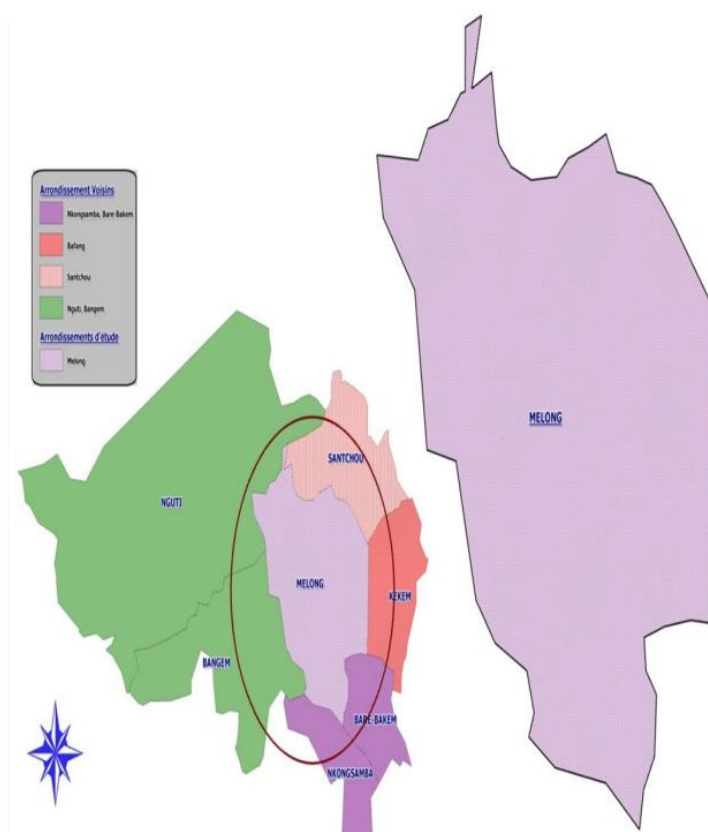 Arrondissement Voisins
Nkongsamba, Bare-Bakem
Bafang
Santchou
Nguti, Bangem
Arrondissements d'étude
Melong
MELONG
SANTCHOU
NGUTI
MELONG
KEKEM
BANGEM
BARE-BAKEM
NKONGSAMBA